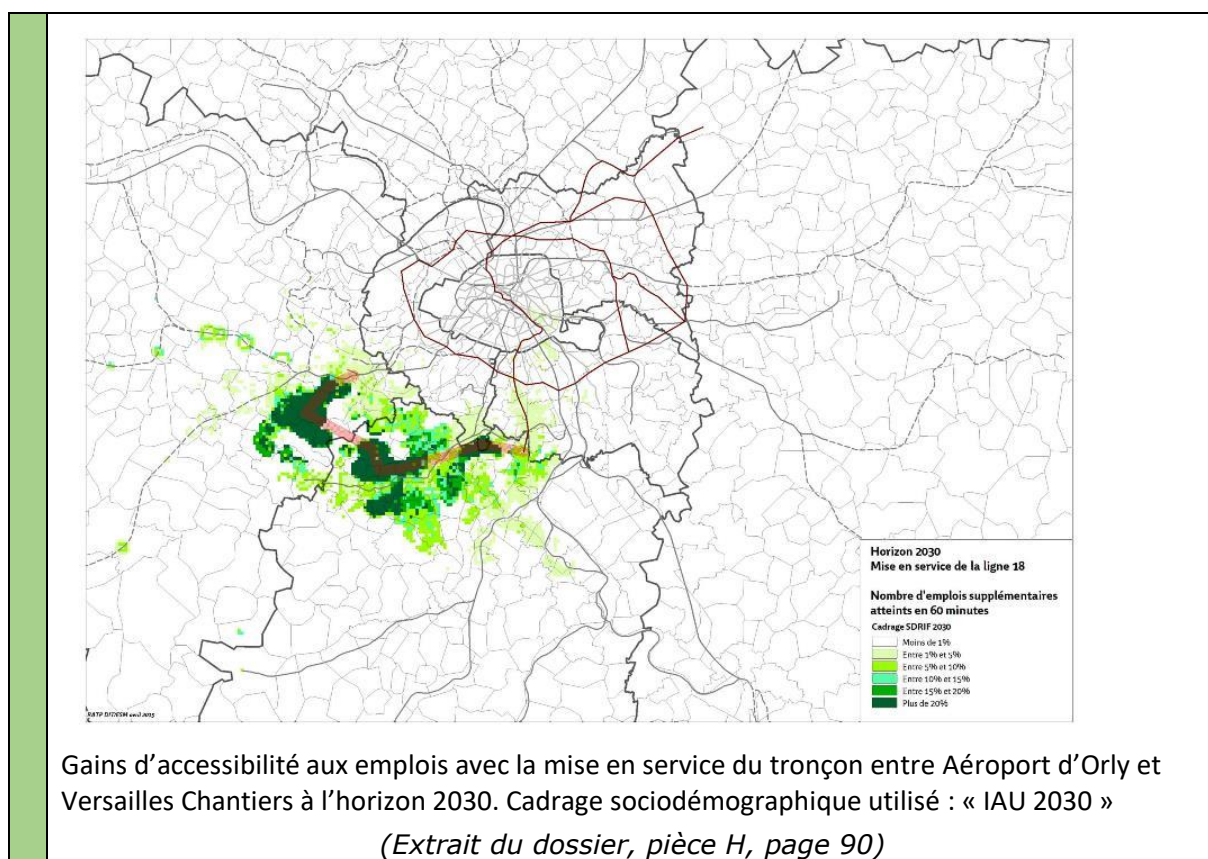 Horizon 2030
Mise en service de la ligne 18
Nombre d'emplois supplémentaires
atteints en 60 minutes
Cadrage SDRIF 2030
Moins de 1%
Entre 1% et 5%
Entre 5% et 10%
Entre 10% et 15%
Entre 15% et 20%
Plus de 20%
RATP avril 2015
Gains d’accessibilité aux emplois avec la mise en service du tronçon entre Aéroport d’Orly et
Versailles Chantiers à l’horizon 2030. Cadrage sociodémographique utilisé : « IAU 2030 »
(Extrait du dossier, pièce H, page 90)